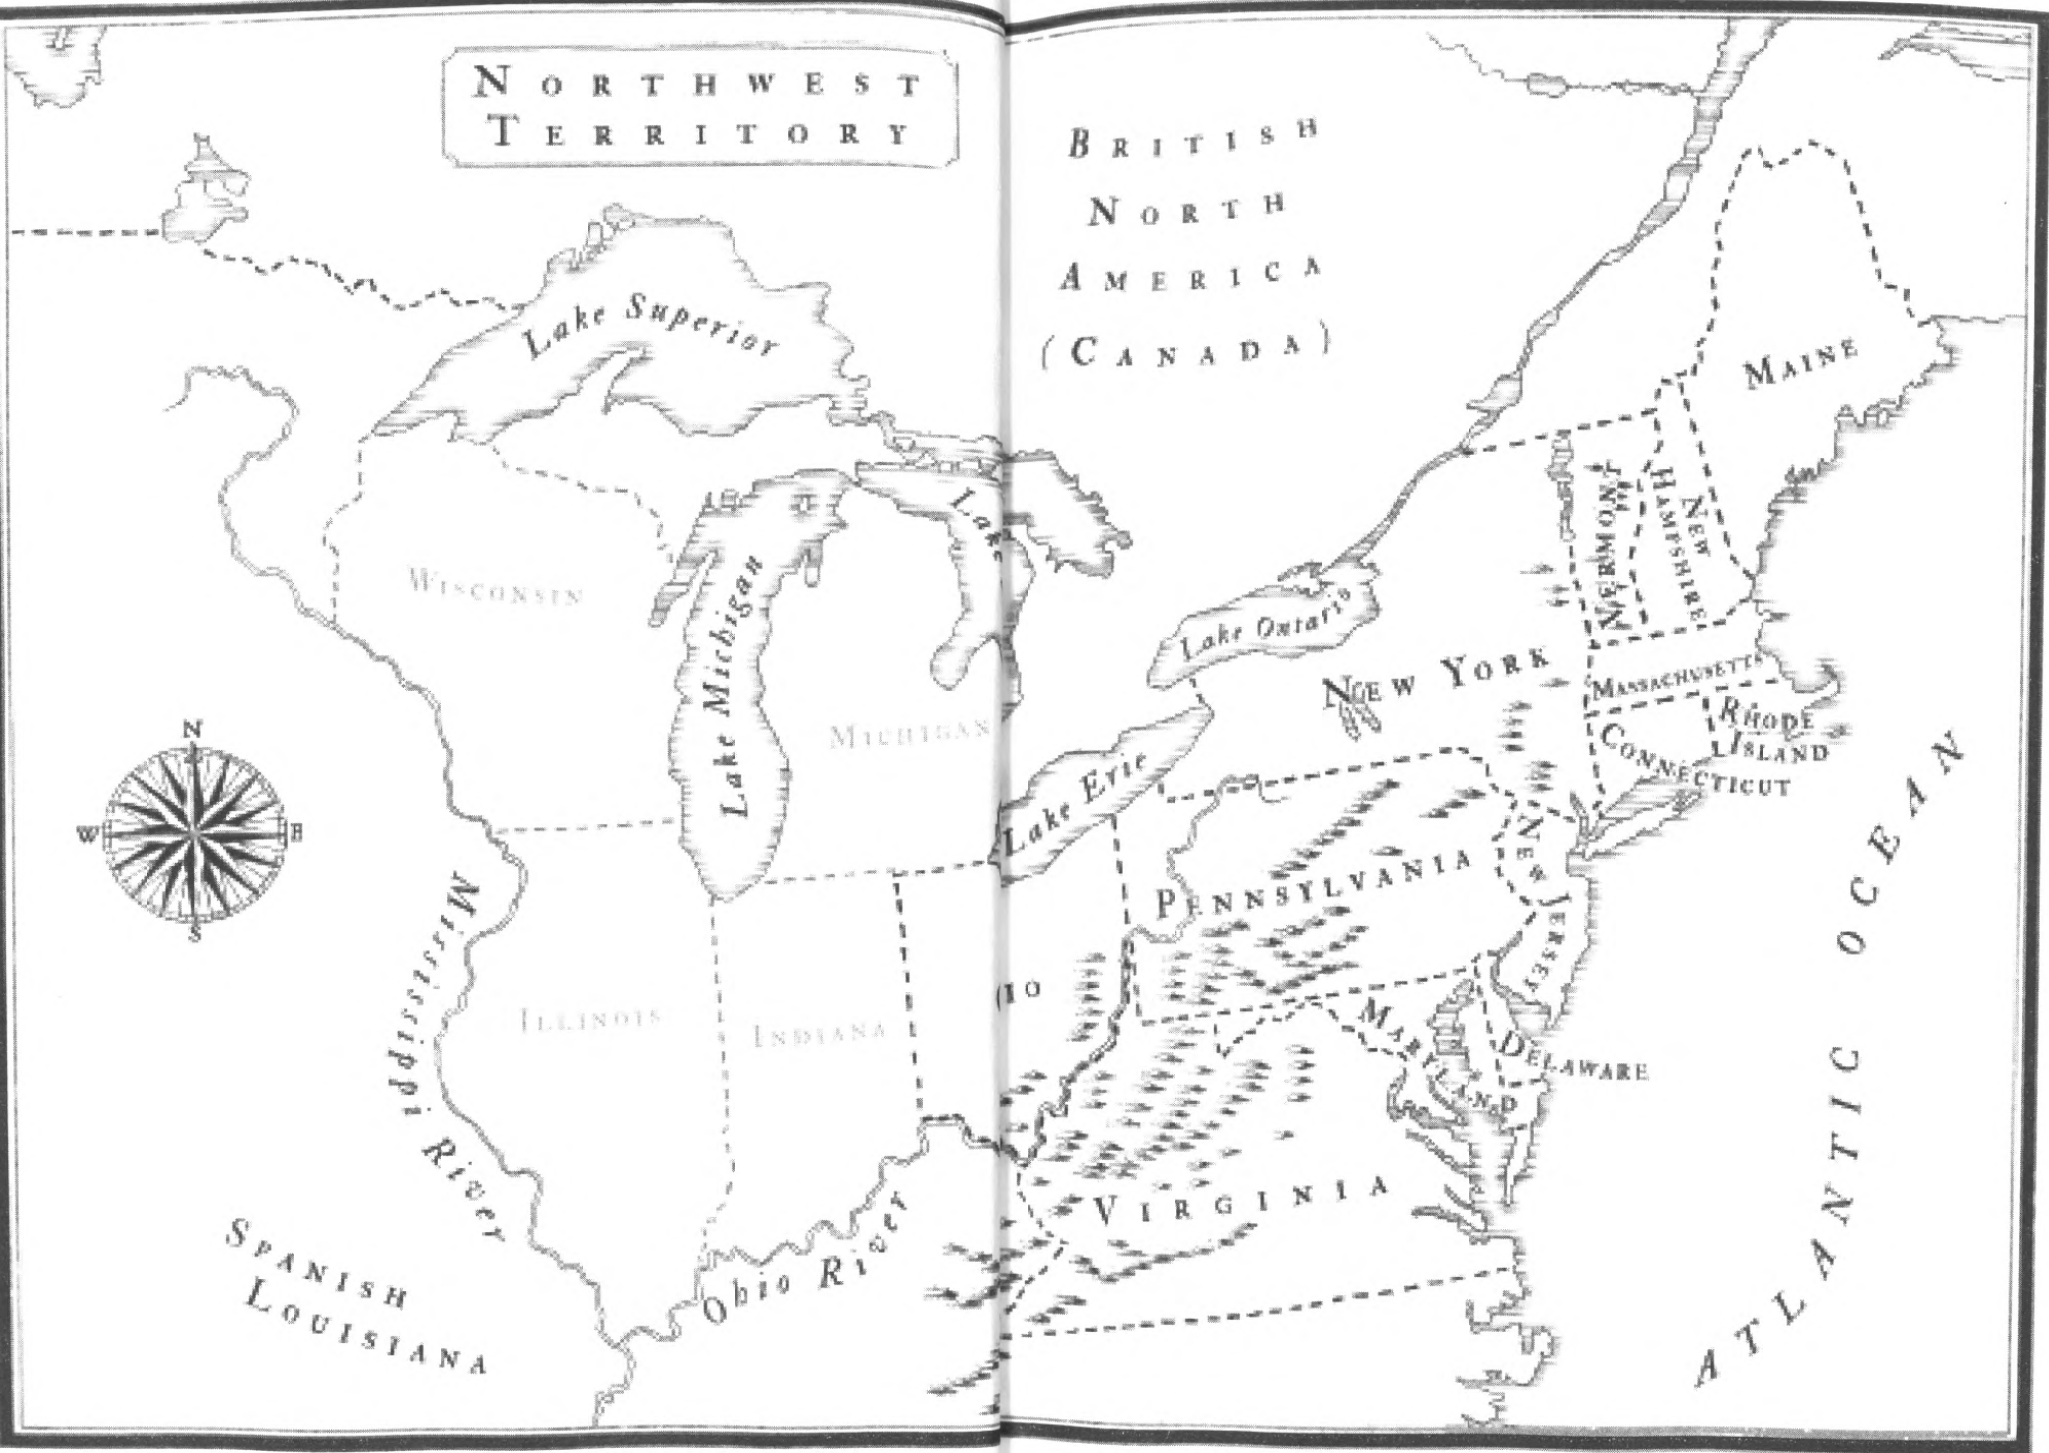 NORTHWEST
TERRITORY
BRITISH
NORTH
AMERICA
(CANADA)
Lake Superior
MAINE
Lake
VERMONT
NEW
HAMPSHIRE
WISCONSIN
Lake Michigan
Lake Ontario
NEW YORK
MASSACHUSETTS
RHODE
ISLAND
CONNECTICUT
MICHIGAN
N
W
E
S
Lake Erie
NEW JERSEY
PENNSYLVANIA
Mississippi River
ILLINOIS
INDIANA
IO
MARYLAND
DELAWARE
VIRGINIA
Ohio River
SPANISH
LOUISIANA
ATLANTIC OCEAN